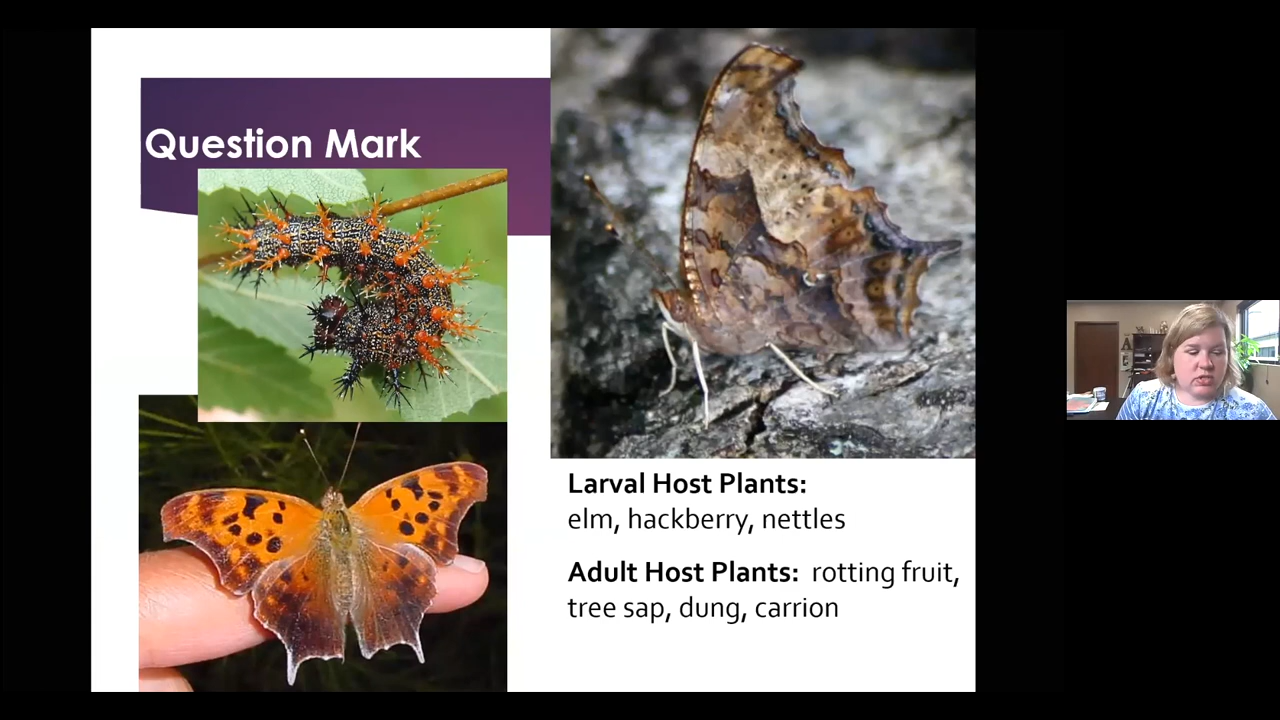 Question Mark
Larval Host Plants:
elm, hackberry, nettles
Adult Host Plants: rotting fruit,
tree sap, dung, carrion